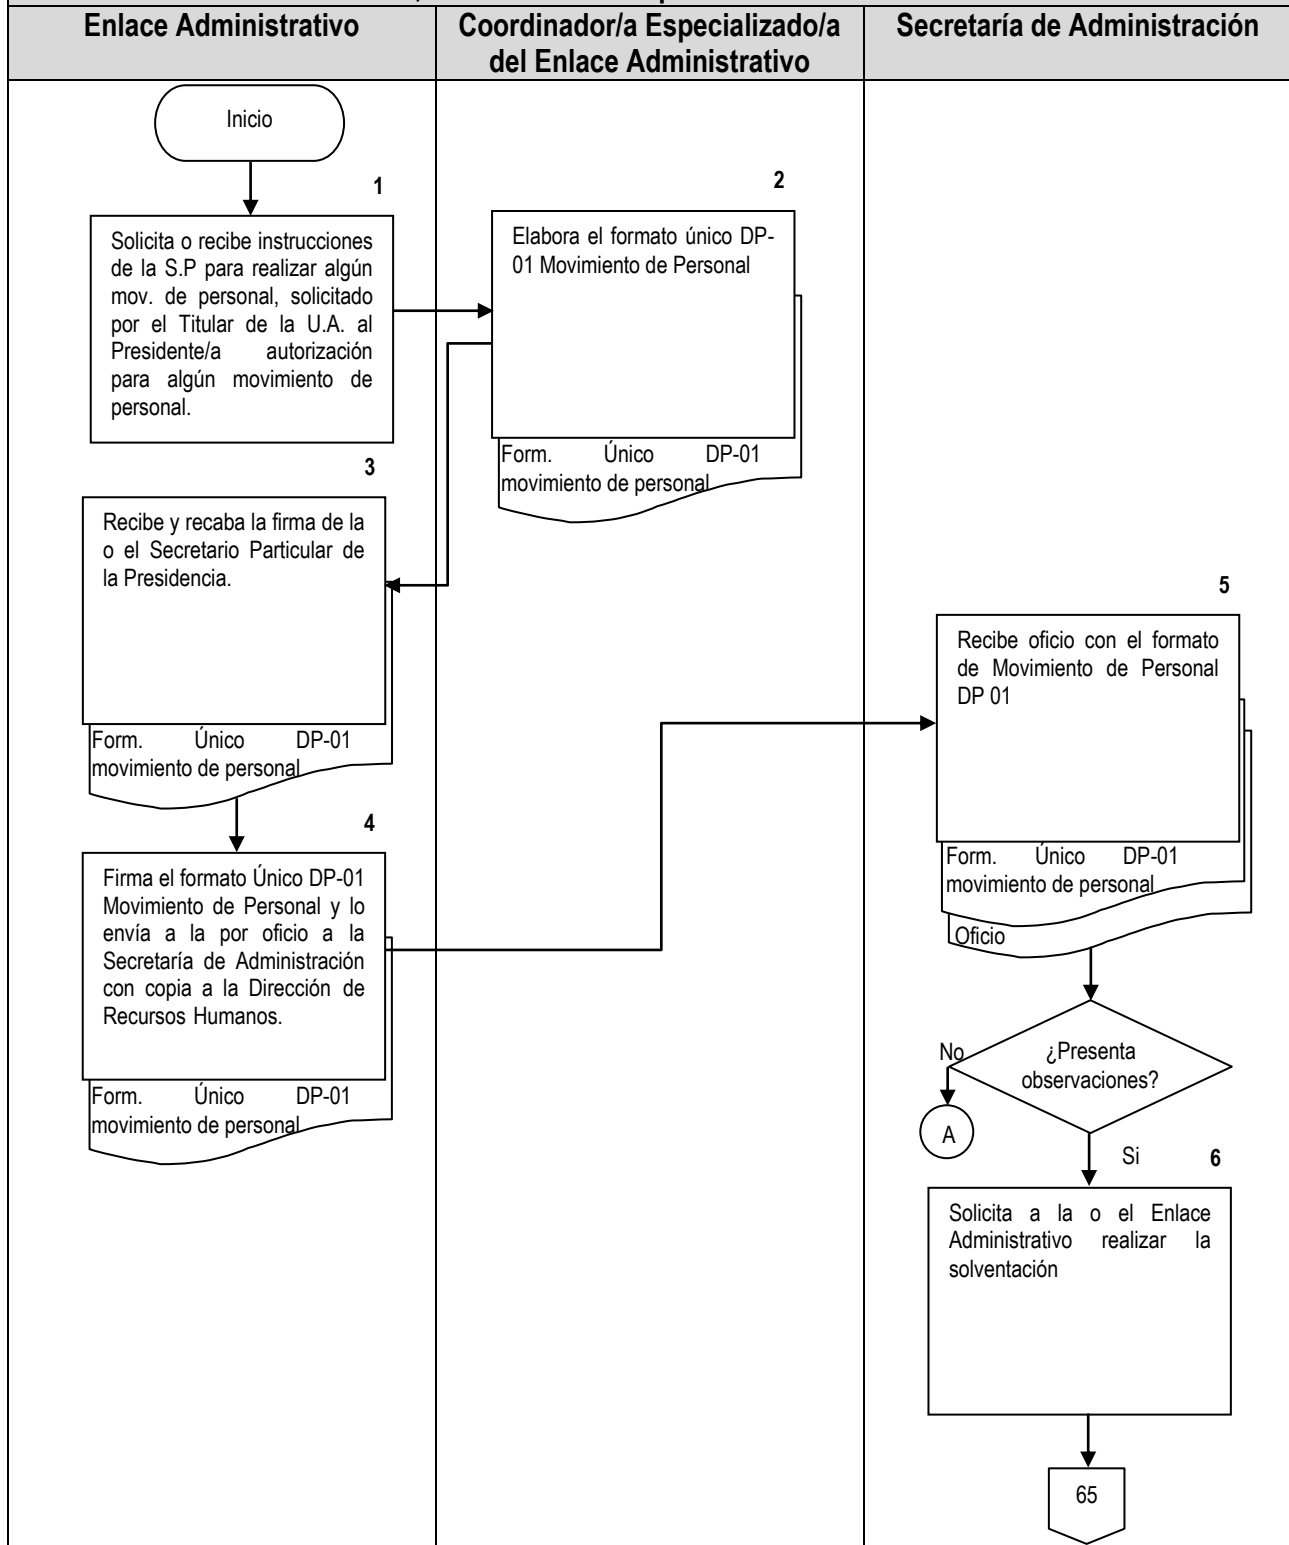 Enlace Administrativo
Coordinador/a Especializado/a
del Enlace Administrativo
Secretaría de Administración
Inicio
1
Solicita o recibe instrucciones
de la S.P para realizar algún
mov. de personal, solicitado
por el Titular de la U.A. al
Presidente/a autorización
para algún movimiento de
personal.
2
Elabora el formato único DP-
01 Movimiento de Personal
Form. Único DP-01
movimiento de personal
3
Recibe y recaba la firma de la
o el Secretario Particular de
la Presidencia.
Form. Único DP-01
movimiento de personal
4
Firma el formato Único DP-01
Movimiento de Personal y lo
envía a la por oficio a la
Secretaría de Administración
con copia a la Dirección de
Recursos Humanos.
Form. Único DP-01
movimiento de personal
5
Recibe oficio con el formato
de Movimiento de Personal
DP 01
Form. Único DP-01
movimiento de personal
Oficio
¿Presenta
observaciones?
No
A
Si
6
Solicita a la o el Enlace
Administrativo realizar la
solventación
65